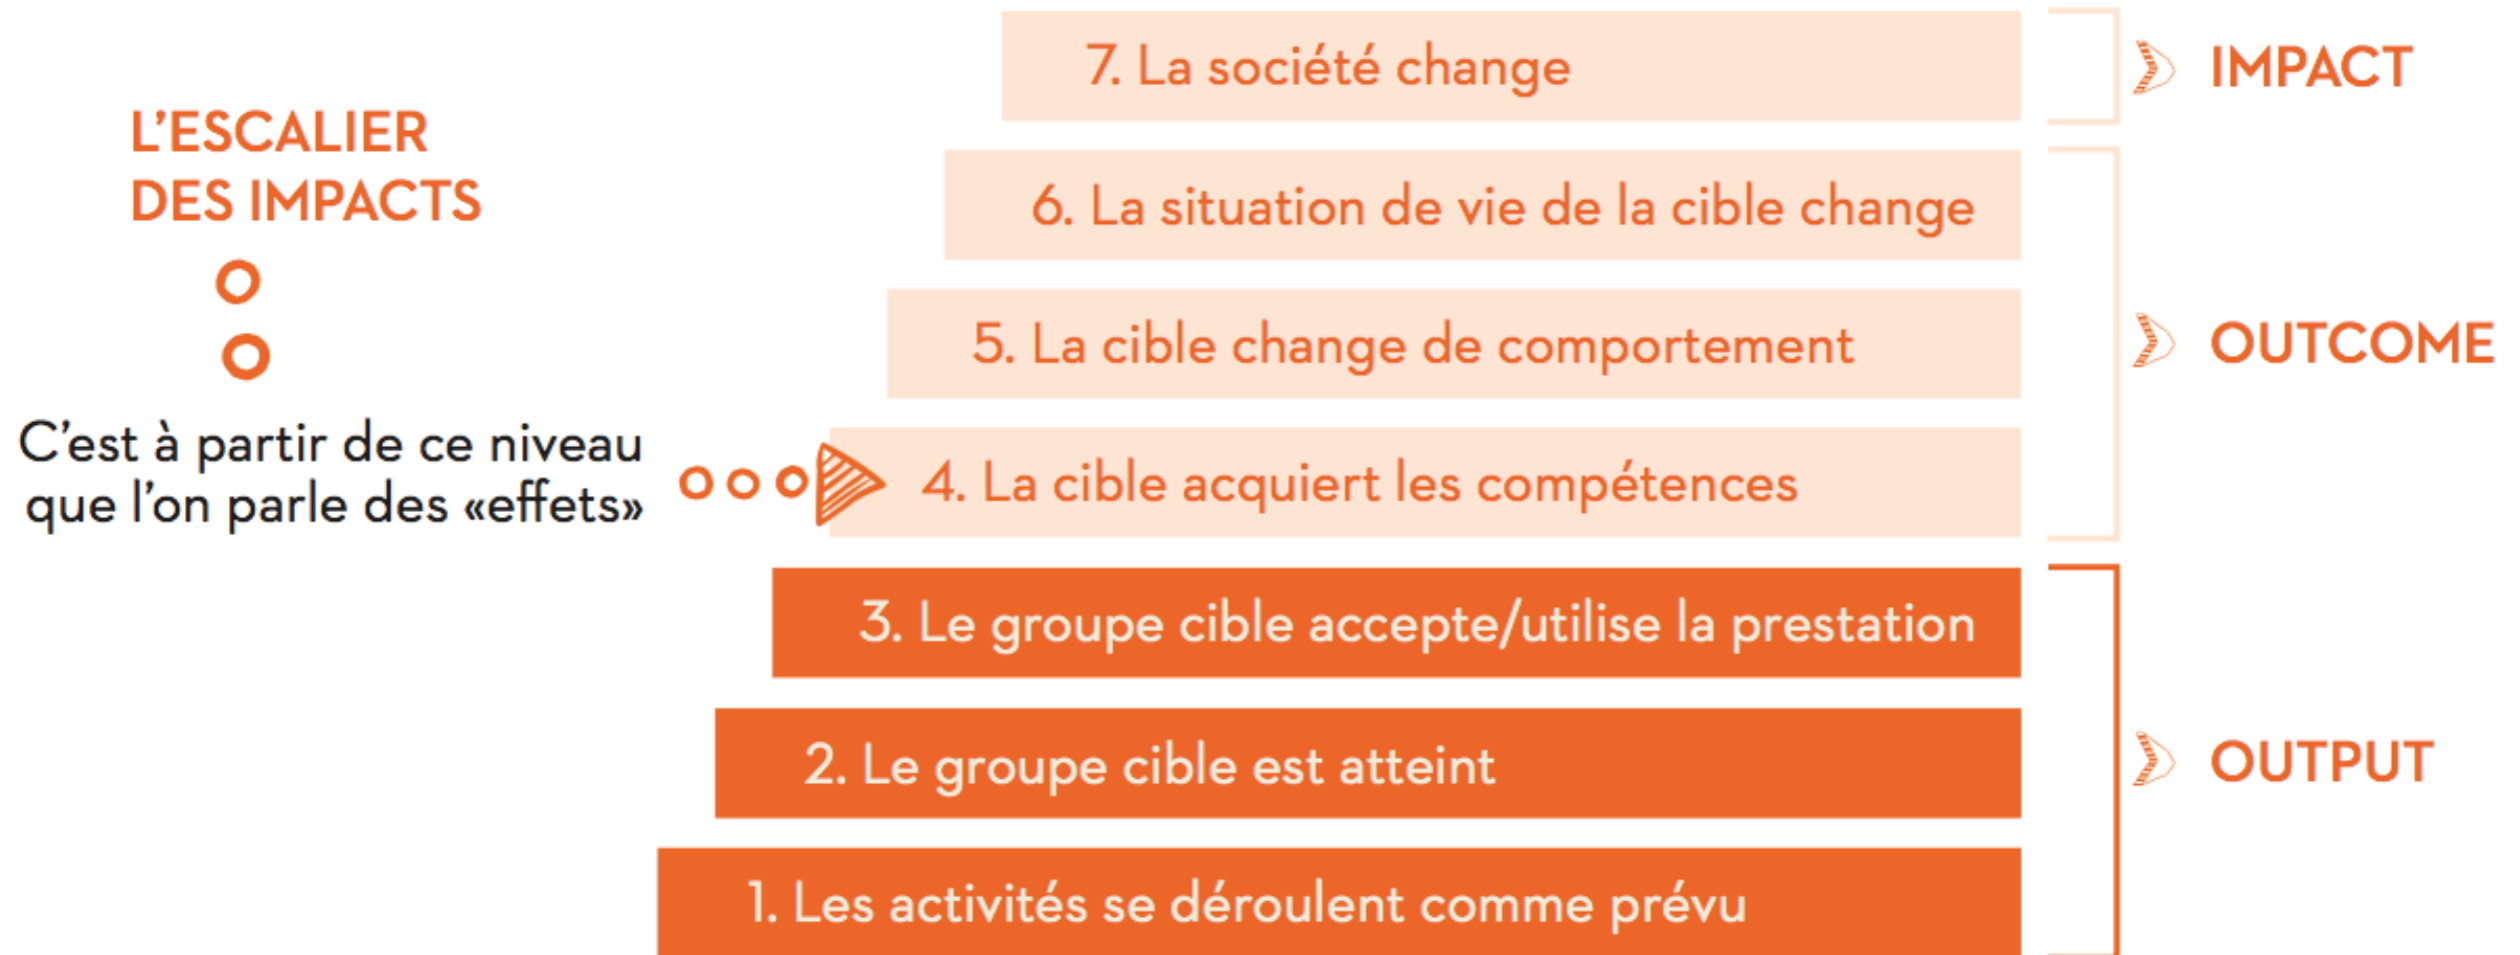 L'ESCALIER
DES IMPACTS
C'est à partir de ce niveau
que l'on parle des «effets»
7. La société change
IMPACT
6. La situation de vie de la cible change
5. La cible change de comportement
OUTCOME
4. La cible acquiert les compétences
3. Le groupe cible accepte/utilise la prestation
2. Le groupe cible est atteint
OUTPUT
1. Les activités se déroulent comme prévu